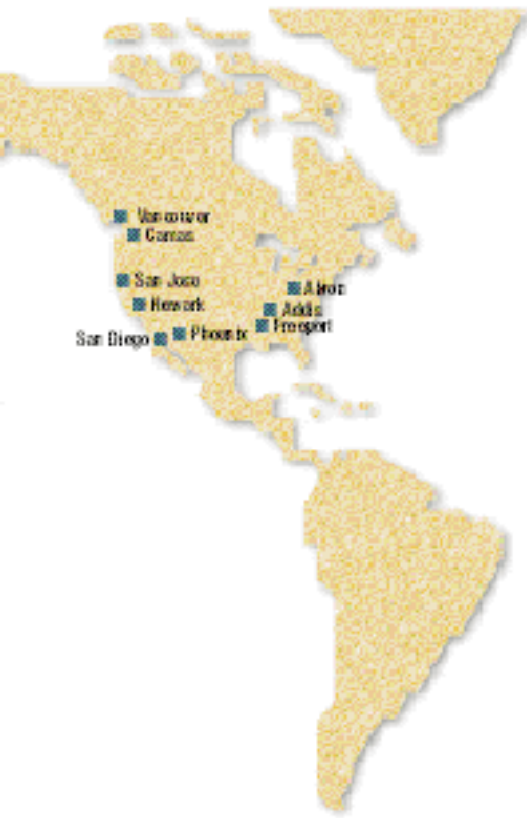 Vancouver
Camas
San Jose
Akron
Newark
Addis
Freeport
Phoenix
San Diego